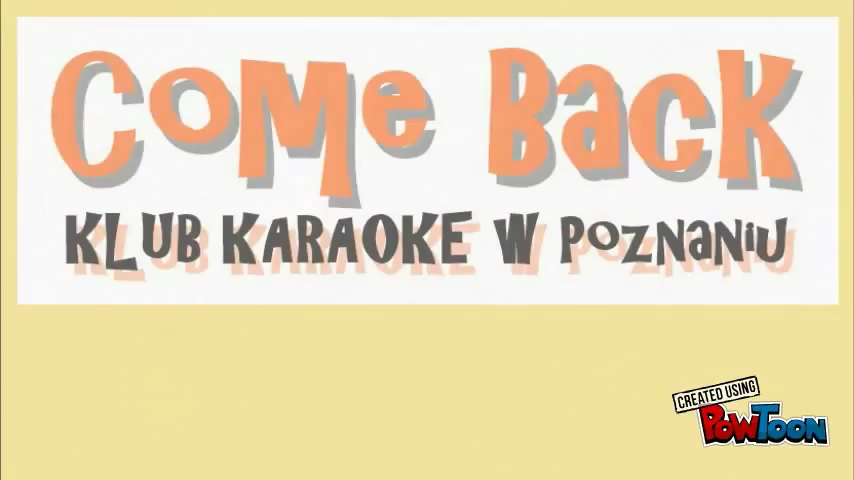 Come Back
KLUB KARAOKE W POZNANIU
CREATED USING
POWTOON